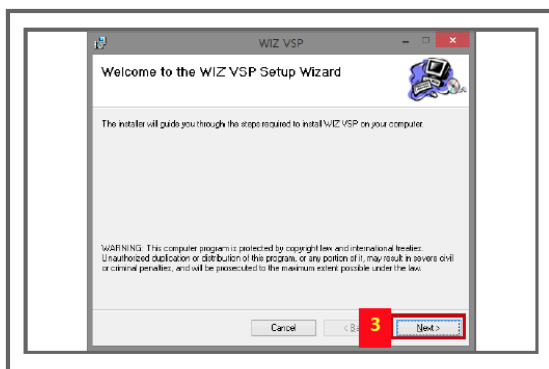 WIZ VSP
Welcome to the WIZ VSP Setup Wizard
The installer will guide you through the steps required to install WIZ VSP on your computer.
WARNING: This computer program is protected by copyright law and international treaties.
Unauthorized duplication or distribution of this program, or any portion of it, may result in severe civil
or criminal penalties, and will be prosecuted to the maximum extent possible under the law.
Cancel < Ba 3 Next >